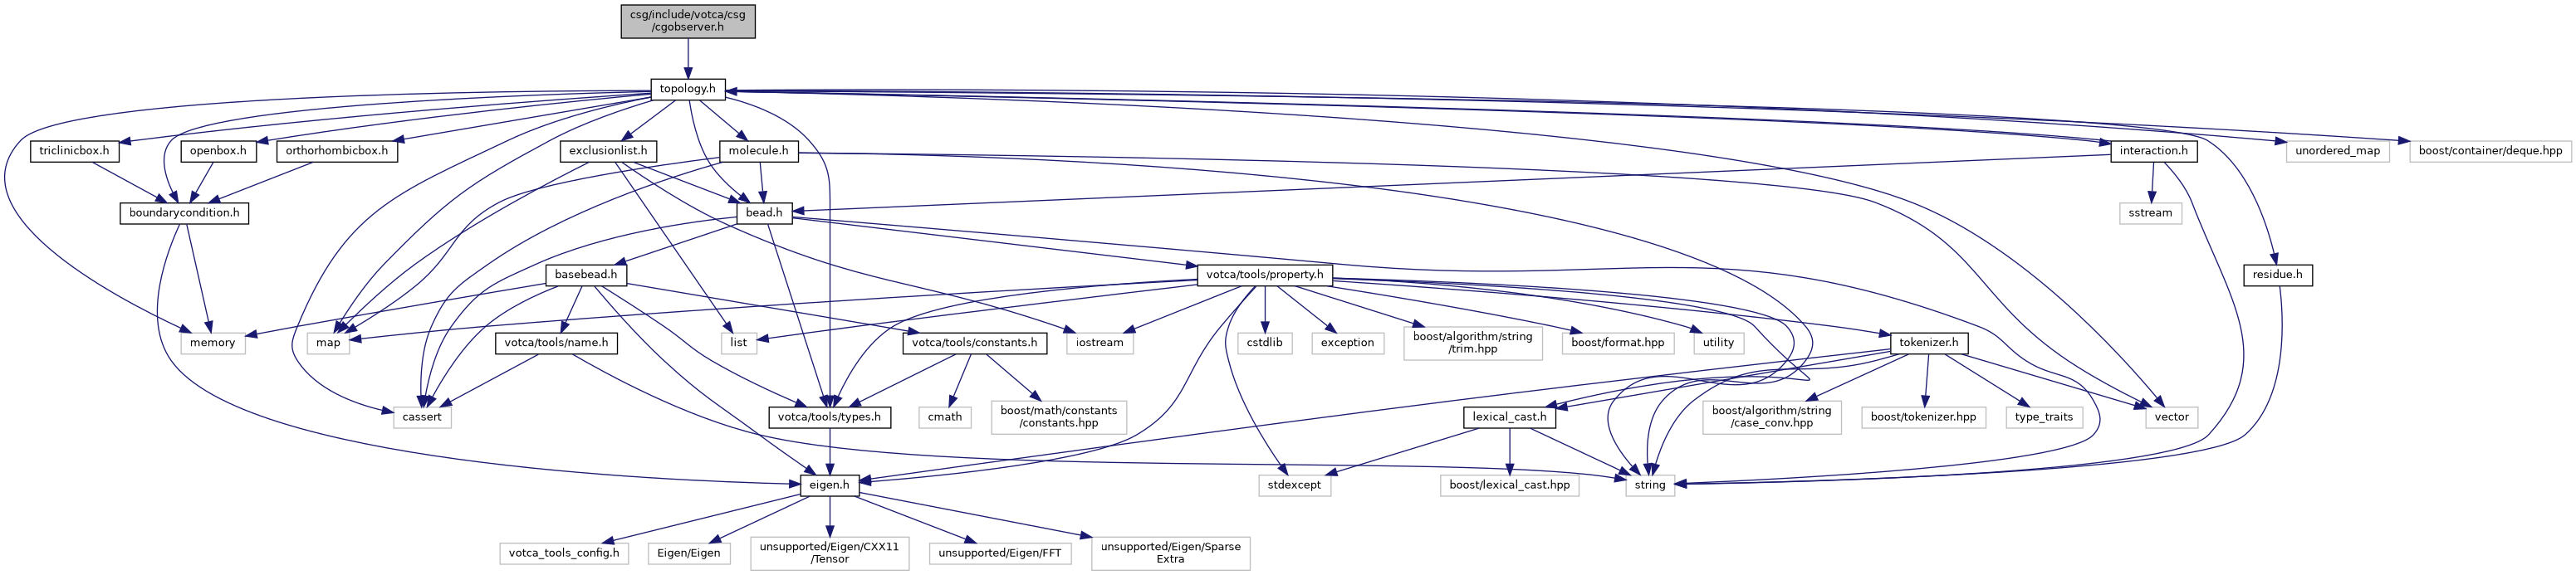 csg/include/votca/csg
/cgobserver.h
topology.h
triclinicbox.h
openbox.h
orthorhombicbox.h
exclusionlist.h
molecule.h
interaction.h
unordered_map
boost/container/deque.hpp
boundarycondition.h
bead.h
sstream
basebead.h
votca/tools/property.h
residue.h
memory
map
votca/tools/name.h
list
votca/tools/constants.h
iostream
cstdlib
exception
boost/algorithm/string
/trim.hpp
boost/format.hpp
utility
tokenizer.h
cassert
votca/tools/types.h
cmath
boost/math/constants
/constants.hpp
lexical_cast.h
boost/algorithm/string
/case_conv.hpp
boost/tokenizer.hpp
type_traits
vector
eigen.h
stdexcept
boost/lexical_cast.hpp
string
votca_tools_config.h
Eigen/Eigen
unsupported/Eigen/CXX11
/Tensor
unsupported/Eigen/FFT
unsupported/Eigen/Sparse
Extra